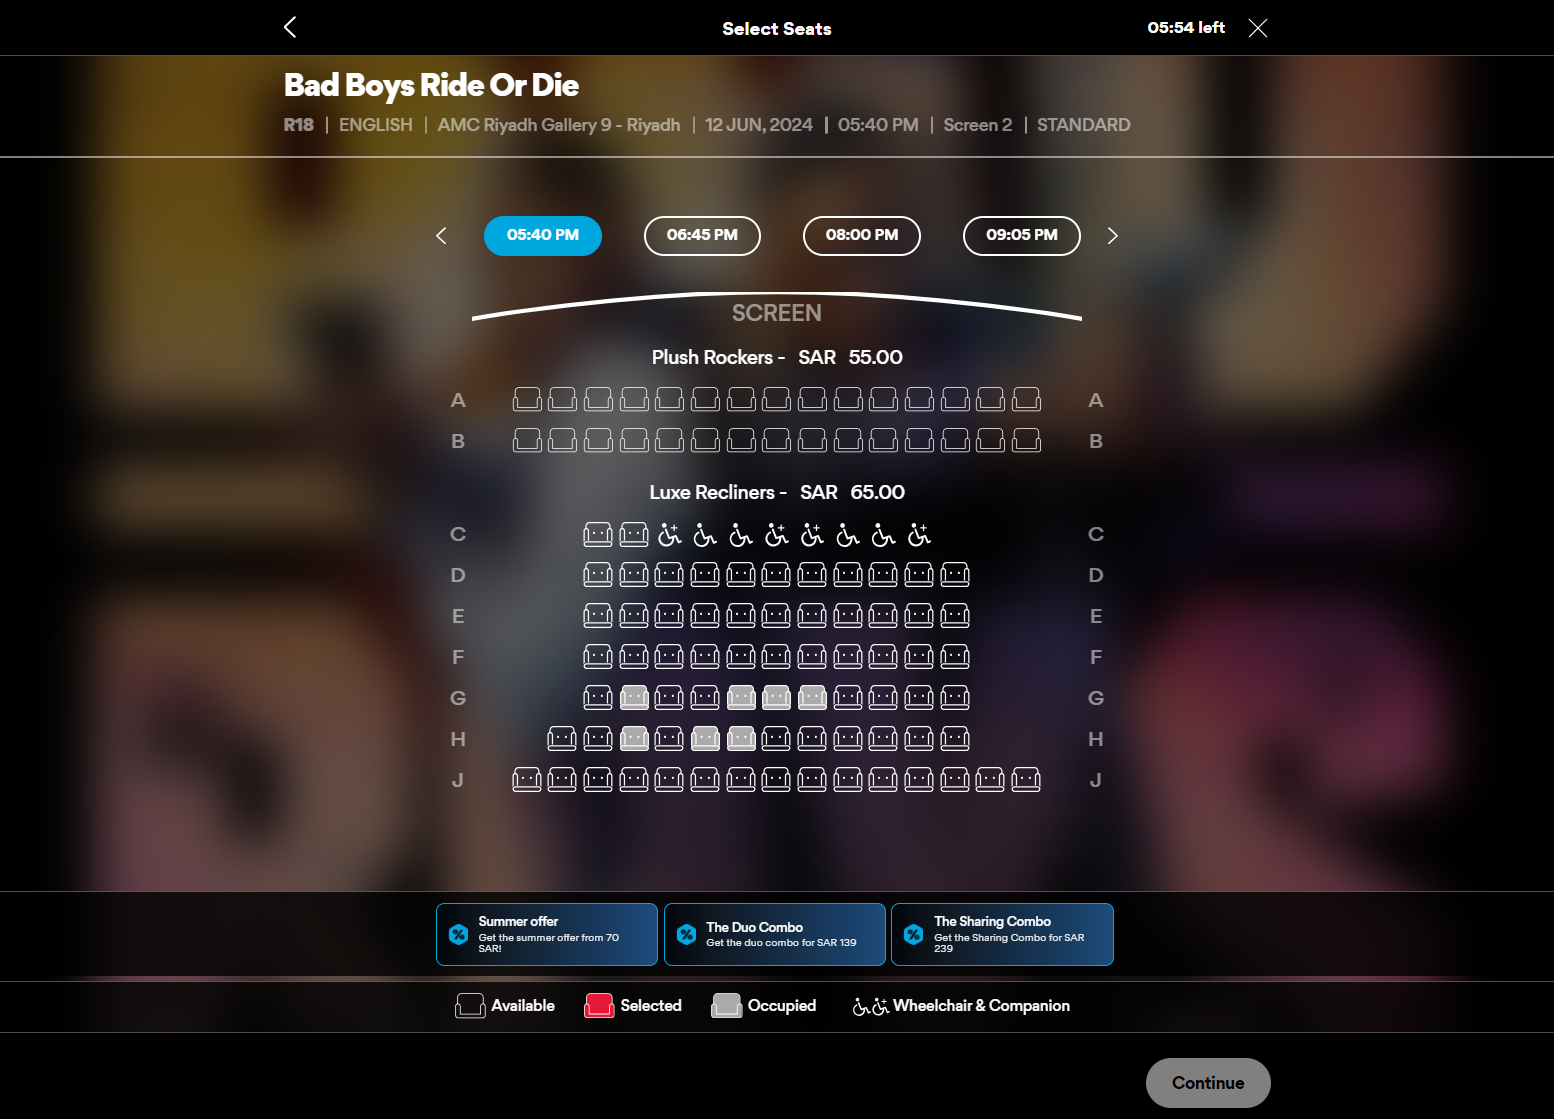 Select Seats
05:54 left
Bad Boys Ride Or Die
R18 | ENGLISH | AMC Riyadh Gallery 9 - Riyadh | 12 JUN, 2024 | 05:40 PM | Screen 2 | STANDARD
05:40 PM
06:45 PM
08:00 PM
09:05 PM
SCREEN
Plush Rockers - SAR 55.00
A A
B B
Luxe Recliners - SAR 65.00
C C
D D
E E
F F
G G
H H
J J
Summer offer
Get the summer offer from 70
SAR!
The Duo Combo
Get the duo combo for SAR 139
The Sharing Combo
Get the Sharing Combo for SAR
239
Available
Selected
Occupied
Wheelchair & Companion
Continue